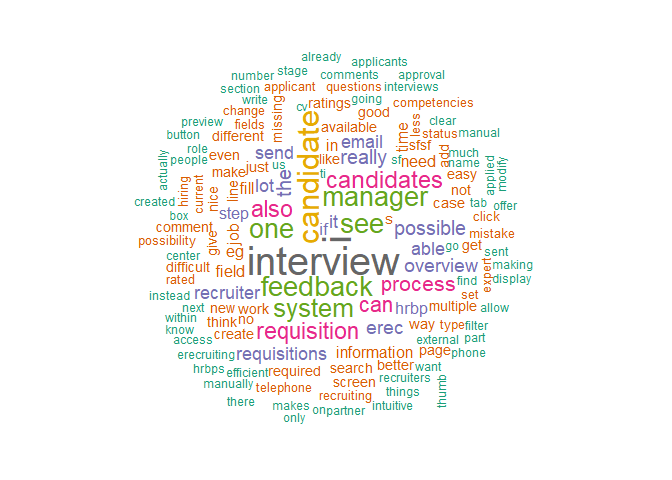 already
applicants
number
stage
comments
approval
section
applicant
questions
interviews
write
cv
going
competencies
preview
change
missing
ratings
good
fields
available
time
less
clear
button
different
candidate
in
email
status
manual
role
send
sfsf
people
even
like
really
need
add
much
actually
make
just
us
ti
sf
name
applied
modify
hiring
current
nice
line
fill
lot
the
candidates
easy
not
created
step
also
manager
case
tab
offer
box
comment
give
job
one
if
it
see
s
possible
click
possibility
eg
ll
able
go
get
sent
center
interview
overview
find
making
difficult
field
expert
display
rated
feedback
process
set
instead
recruiter
system
can
hrbp
multiple
allow
next
new
work
within
think
no
requisition
erec
way
type
filter
know
create
external
part
access
requisitions
information
page
phone
erecruiting
hrbps
efficient
required
search
better
want
manually
telephone
screen
recruiters
things
thumb
there
makes
recruiting
intuitive
on
partner
only